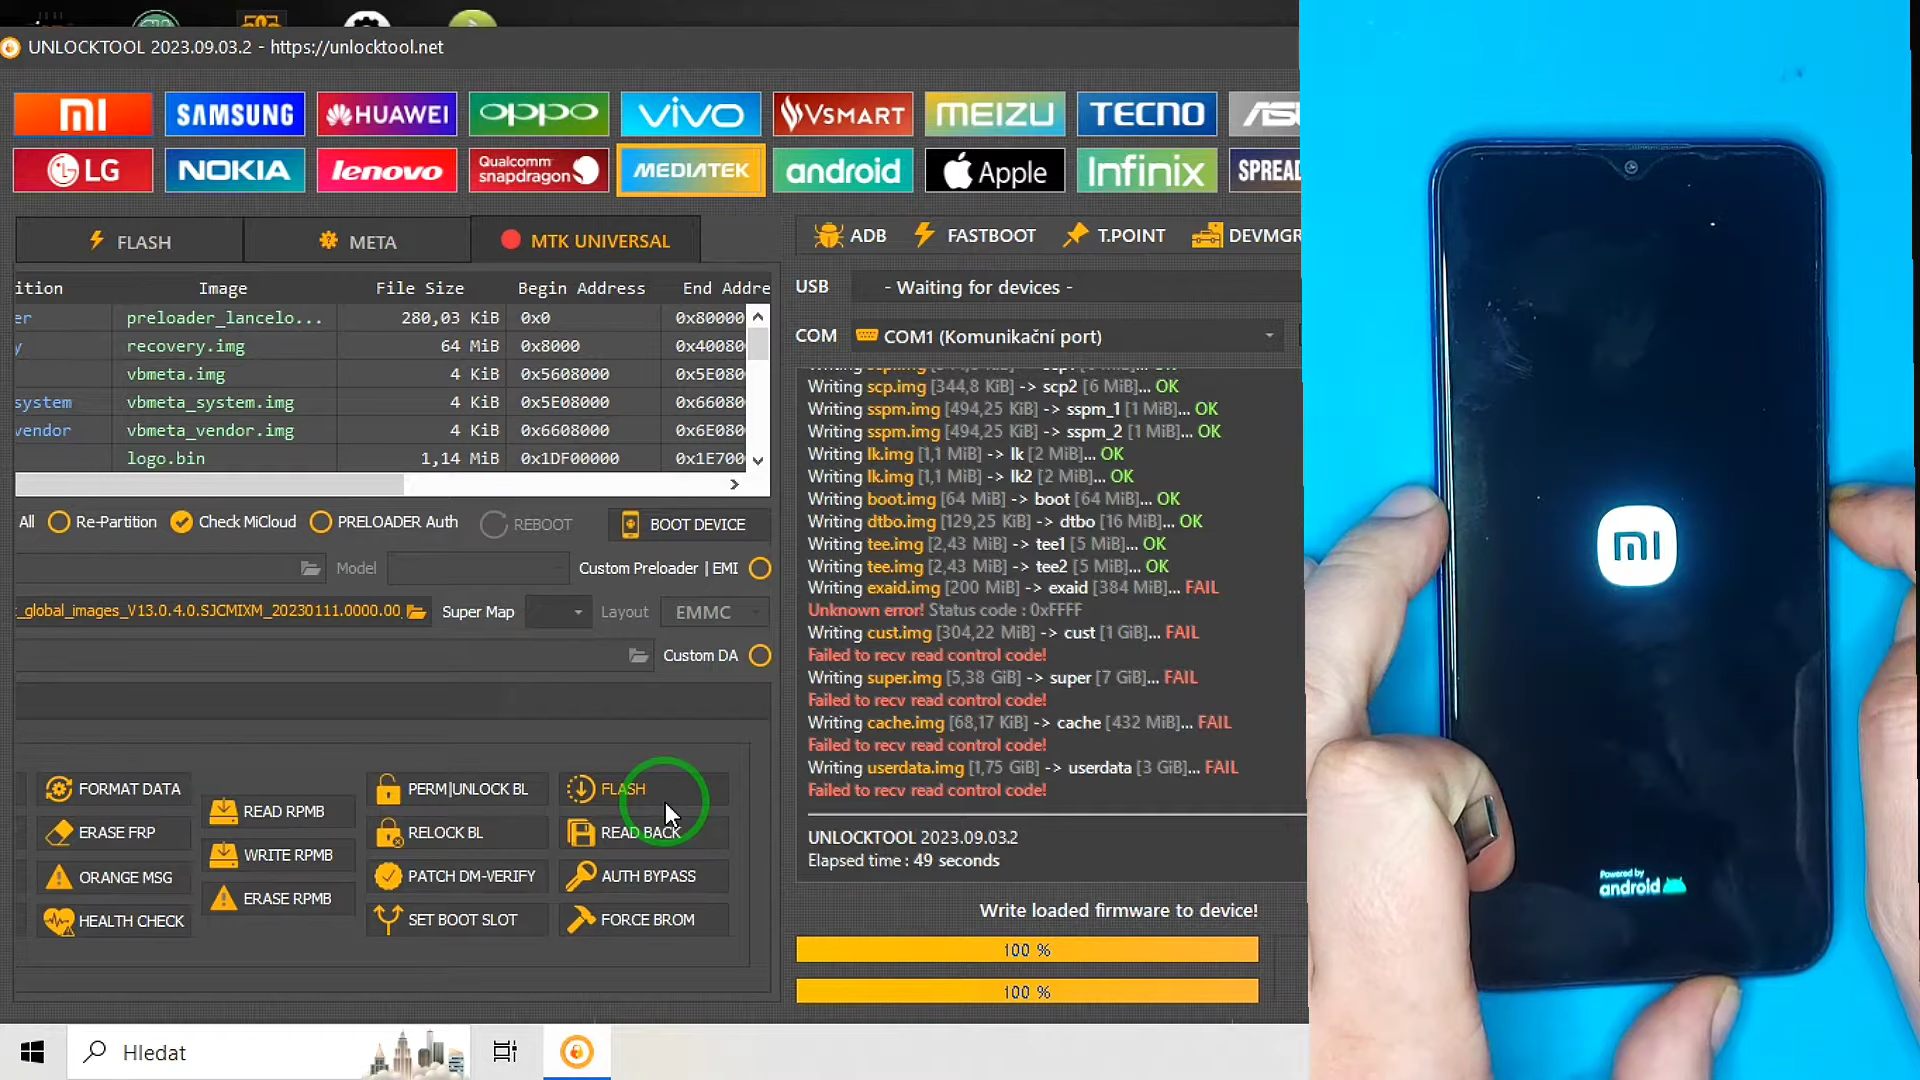 UNLOCKTOOL 2023.09.03.2 - https://unlocktool.net
MI SAMSUNG HUAWEI OPPO vivo VSMART MEIZU TECNO
LG NOKIA lenovo Qualcomm snapdragon MEDIATEK android Apple Infinix SPREAD
FLASH META MTK UNIVERSAL
ADB FASTBOOT T.POINT DEVMGR
ition Image File Size Begin Address End Addre
er preloader_lancelo... 280,03 KiB 0x0 0x80000
y recovery.img 64 MiB 0x8000 0x40080
vbmeta.img 4 KiB 0x5608000 0x5E080
system vbmeta_system.img 4 KiB 0x5E08000 0x66080
vendor vbmeta_vendor.img 4 KiB 0x6608000 0x6E080
logo.bin 1,14 MiB 0x1DF00000 0x1E700
All Re-Partition Check MiCloud PRELOADER Auth REBOOT BOOT DEVICE
Model Custom Preloader | EMI
_global_images_V13.0.4.0.SJCMIXM_20230111.0000.00 Super Map Layout EMMC
Custom DA
FORMAT DATA
ERASE FRP
ORANGE MSG
HEALTH CHECK
READ RPMB
WRITE RPMB
ERASE RPMB
PERM|UNLOCK BL
RELOCK BL
PATCH DM-VERIFY
SET BOOT SLOT
FLASH
READ BACK
AUTH BYPASS
FORCE BROM
USB - Waiting for devices -
COM COM1 (Komunikační port)
Writing scp.img [344,8 KiB] -> scp2 [6 MiB]... OK
Writing sspm.img [494,25 KiB] -> sspm_1 [1 MiB]... OK
Writing sspm.img [494,25 KiB] -> sspm_2 [1 MiB]... OK
Writing lk.img [1,1 MiB] -> lk [2 MiB]... OK
Writing lk.img [1,1 MiB] -> lk2 [2 MiB]... OK
Writing boot.img [64 MiB] -> boot [64 MiB]... OK
Writing dtbo.img [129,25 KiB] -> dtbo [16 MiB]... OK
Writing tee.img [2,43 MiB] -> tee1 [5 MiB]... OK
Writing tee.img [2,43 MiB] -> tee2 [5 MiB]... OK
Writing exaid.img [200 MiB] -> exaid [384 MiB]... FAIL
Unknown error! Status code : 0xFFFF
Writing cust.img [304,22 MiB] -> cust [1 GiB]... FAIL
Failed to recv read control code!
Writing super.img [5,38 GiB] -> super [7 GiB]... FAIL
Failed to recv read control code!
Writing cache.img [68,17 KiB] -> cache [432 MiB]... FAIL
Failed to recv read control code!
Writing userdata.img [1,75 GiB] -> userdata [3 GiB]... FAIL
Failed to recv read control code!
UNLOCKTOOL 2023.09.03.2
Elapsed time : 49 seconds
Write loaded firmware to device!
100 %
100 %
Hledat
MI
Powered by
android